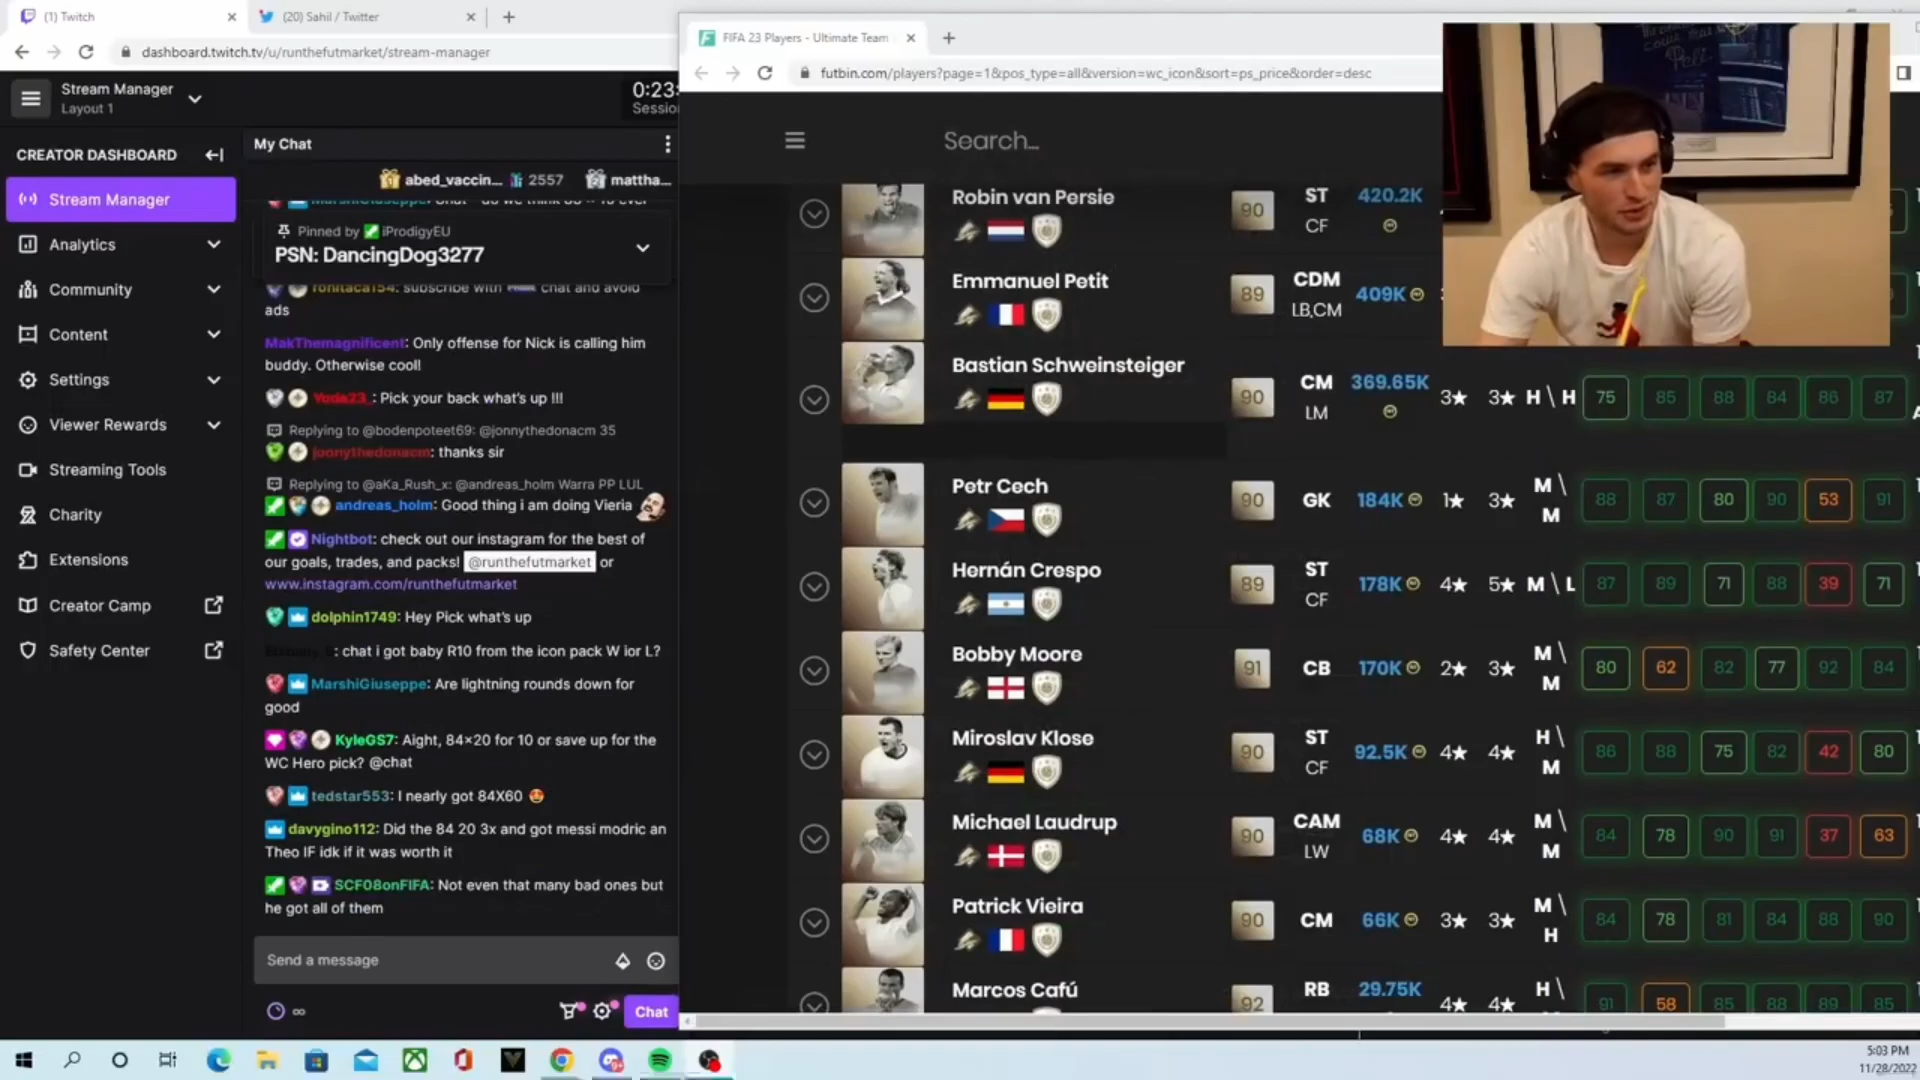 (1) Twitch
(20) Sahil / Twitter
FIFA 23 Players - Ultimate Team
dashboard.twitch.tv/u/runthefutmarket/stream-manager
futbin.com/players?page=1&pos_type=all&version=wc_icon&sort=ps_price&order=desc
Stream Manager
Layout 1
0:23:
Sessio
CREATOR DASHBOARD
Stream Manager
Analytics
Community
Content
Settings
Viewer Rewards
Streaming Tools
Charity
Extensions
Creator Camp
Safety Center
My Chat
abed_vaccin... 2557 mattha...
Pinned by iProdigyEU
PSN: DancingDog3277
subscribe with chat and avoid
ads
MakThemagnificent: Only offense for Nick is calling him
buddy. Otherwise cool!
Yoda23_: Pick your back what's up !!!
Replying to @bodenpoteet69: @jonnythedonacm 35
joonythedonacm: thanks sir
Replying to @aKa_Rush_x: @andreas_holm Warra PP LUL
andreas_holm: Good thing i am doing Vieria
Nightbot: check out our instagram for the best of
our goals, trades, and packs! @runthefutmarket or
www.instagram.com/runthefutmarket
dolphin1749: Hey Pick what's up
: chat i got baby R10 from the icon pack W ior L?
MarshiGiuseppe: Are lightning rounds down for
good
KyleGS7: Aight, 84x20 for 10 or save up for the
WC Hero pick? @chat
tedstar553: I nearly got 84X60
davygino112: Did the 84 20 3x and got messi modric an
Theo IF idk if it was worth it
SCF08onFIFA: Not even that many bad ones but
he got all of them
Send a message
Chat
Search...
Robin van Persie 90 ST CF 420.2K
Emmanuel Petit 89 CDM LB,CM 409K
Bastian Schweinsteiger 90 CM LM 369.65K 3★ 3★ H \ H 75 85 88 84 86 87
Petr Cech 90 GK 184K 1★ 3★ M \ M 88 87 80 90 53 91
Hernán Crespo 89 ST CF 178K 4★ 5★ M \ L 87 89 71 88 39 71
Bobby Moore 91 CB 170K 2★ 3★ M \ M 80 62 82 77 92 84
Miroslav Klose 90 ST CF 92.5K 4★ 4★ H \ M 86 88 75 82 42 80
Michael Laudrup 90 CAM LW 68K 4★ 4★ M \ M 84 78 90 91 37 63
Patrick Vieira 90 CM 66K 3★ 3★ M \ H 84 78 81 84 88 90
Marcos Cafú 92 RB 29.75K 4★ 4★ H \ 91 58 85 88 89 85
5:03 PM
11/28/2022